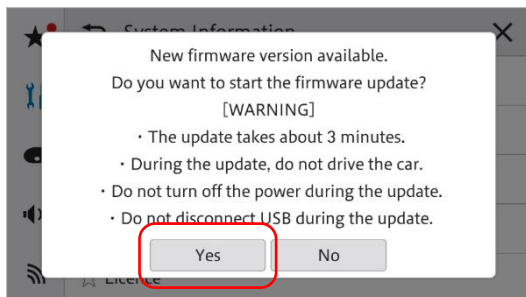 System Information
New firmware version available.
Do you want to start the firmware update?
[WARNING]
・The update takes about 3 minutes.
・During the update, do not drive the car.
・Do not turn off the power during the update.
・Do not disconnect USB during the update.
Yes No
Licence